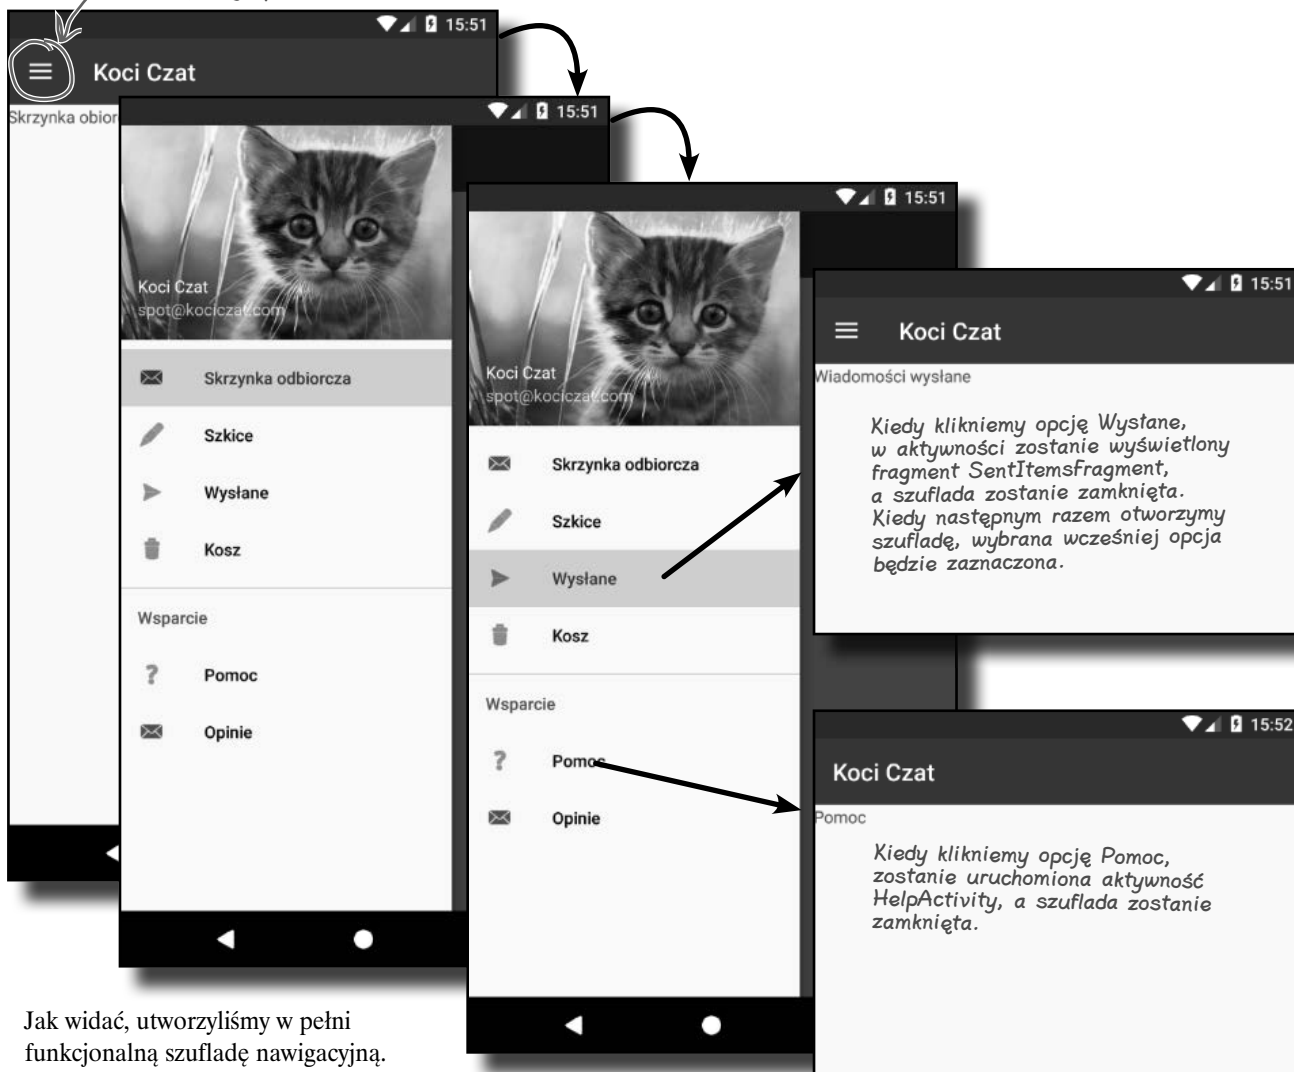 15:51
Koci Czat
Skrzynka obior
15:51
Koci Czat
spot@kociczat.com
Skrzynka odbiorcza
Szkice
Wysłane
Kosz
Wsparcie
Pomoc
Opinie
15:51
Koci Czat
spot@kociczat.com
Skrzynka odbiorcza
Szkice
Wysłane
Kosz
Wsparcie
Pomoc
Opinie
15:51
Koci Czat
Wiadomości wysłane
Kiedy klikniemy opcję Wysłane,
w aktywności zostanie wyświetlony
fragment SentItemsFragment,
a szuflada zostanie zamknięta.
Kiedy następnym razem otworzymy
szufladę, wybrana wcześniej opcja
będzie zaznaczona.
15:52
Koci Czat
Pomoc
Kiedy klikniemy opcję Pomoc,
zostanie uruchomiona aktywność
HelpActivity, a szuflada zostanie
zamknięta.
Jak widać, utworzyliśmy w pełni
funkcjonalną szufladę nawigacyjną.